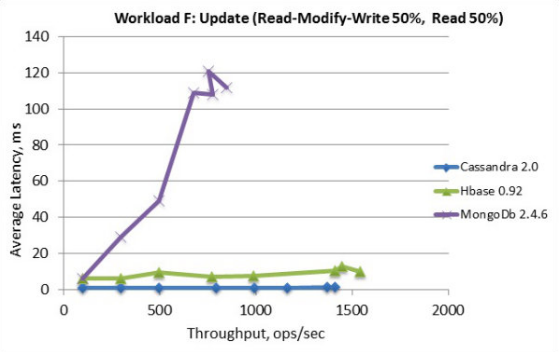 Workload F: Update (Read-Modify-Write 50%, Read 50%)
140
120
100
80
60
40
20
0
Average Latency, ms
0
500
1000
1500
2000
Throughput, ops/sec
Cassandra 2.0
Hbase 0.92
MongoDb 2.4.6